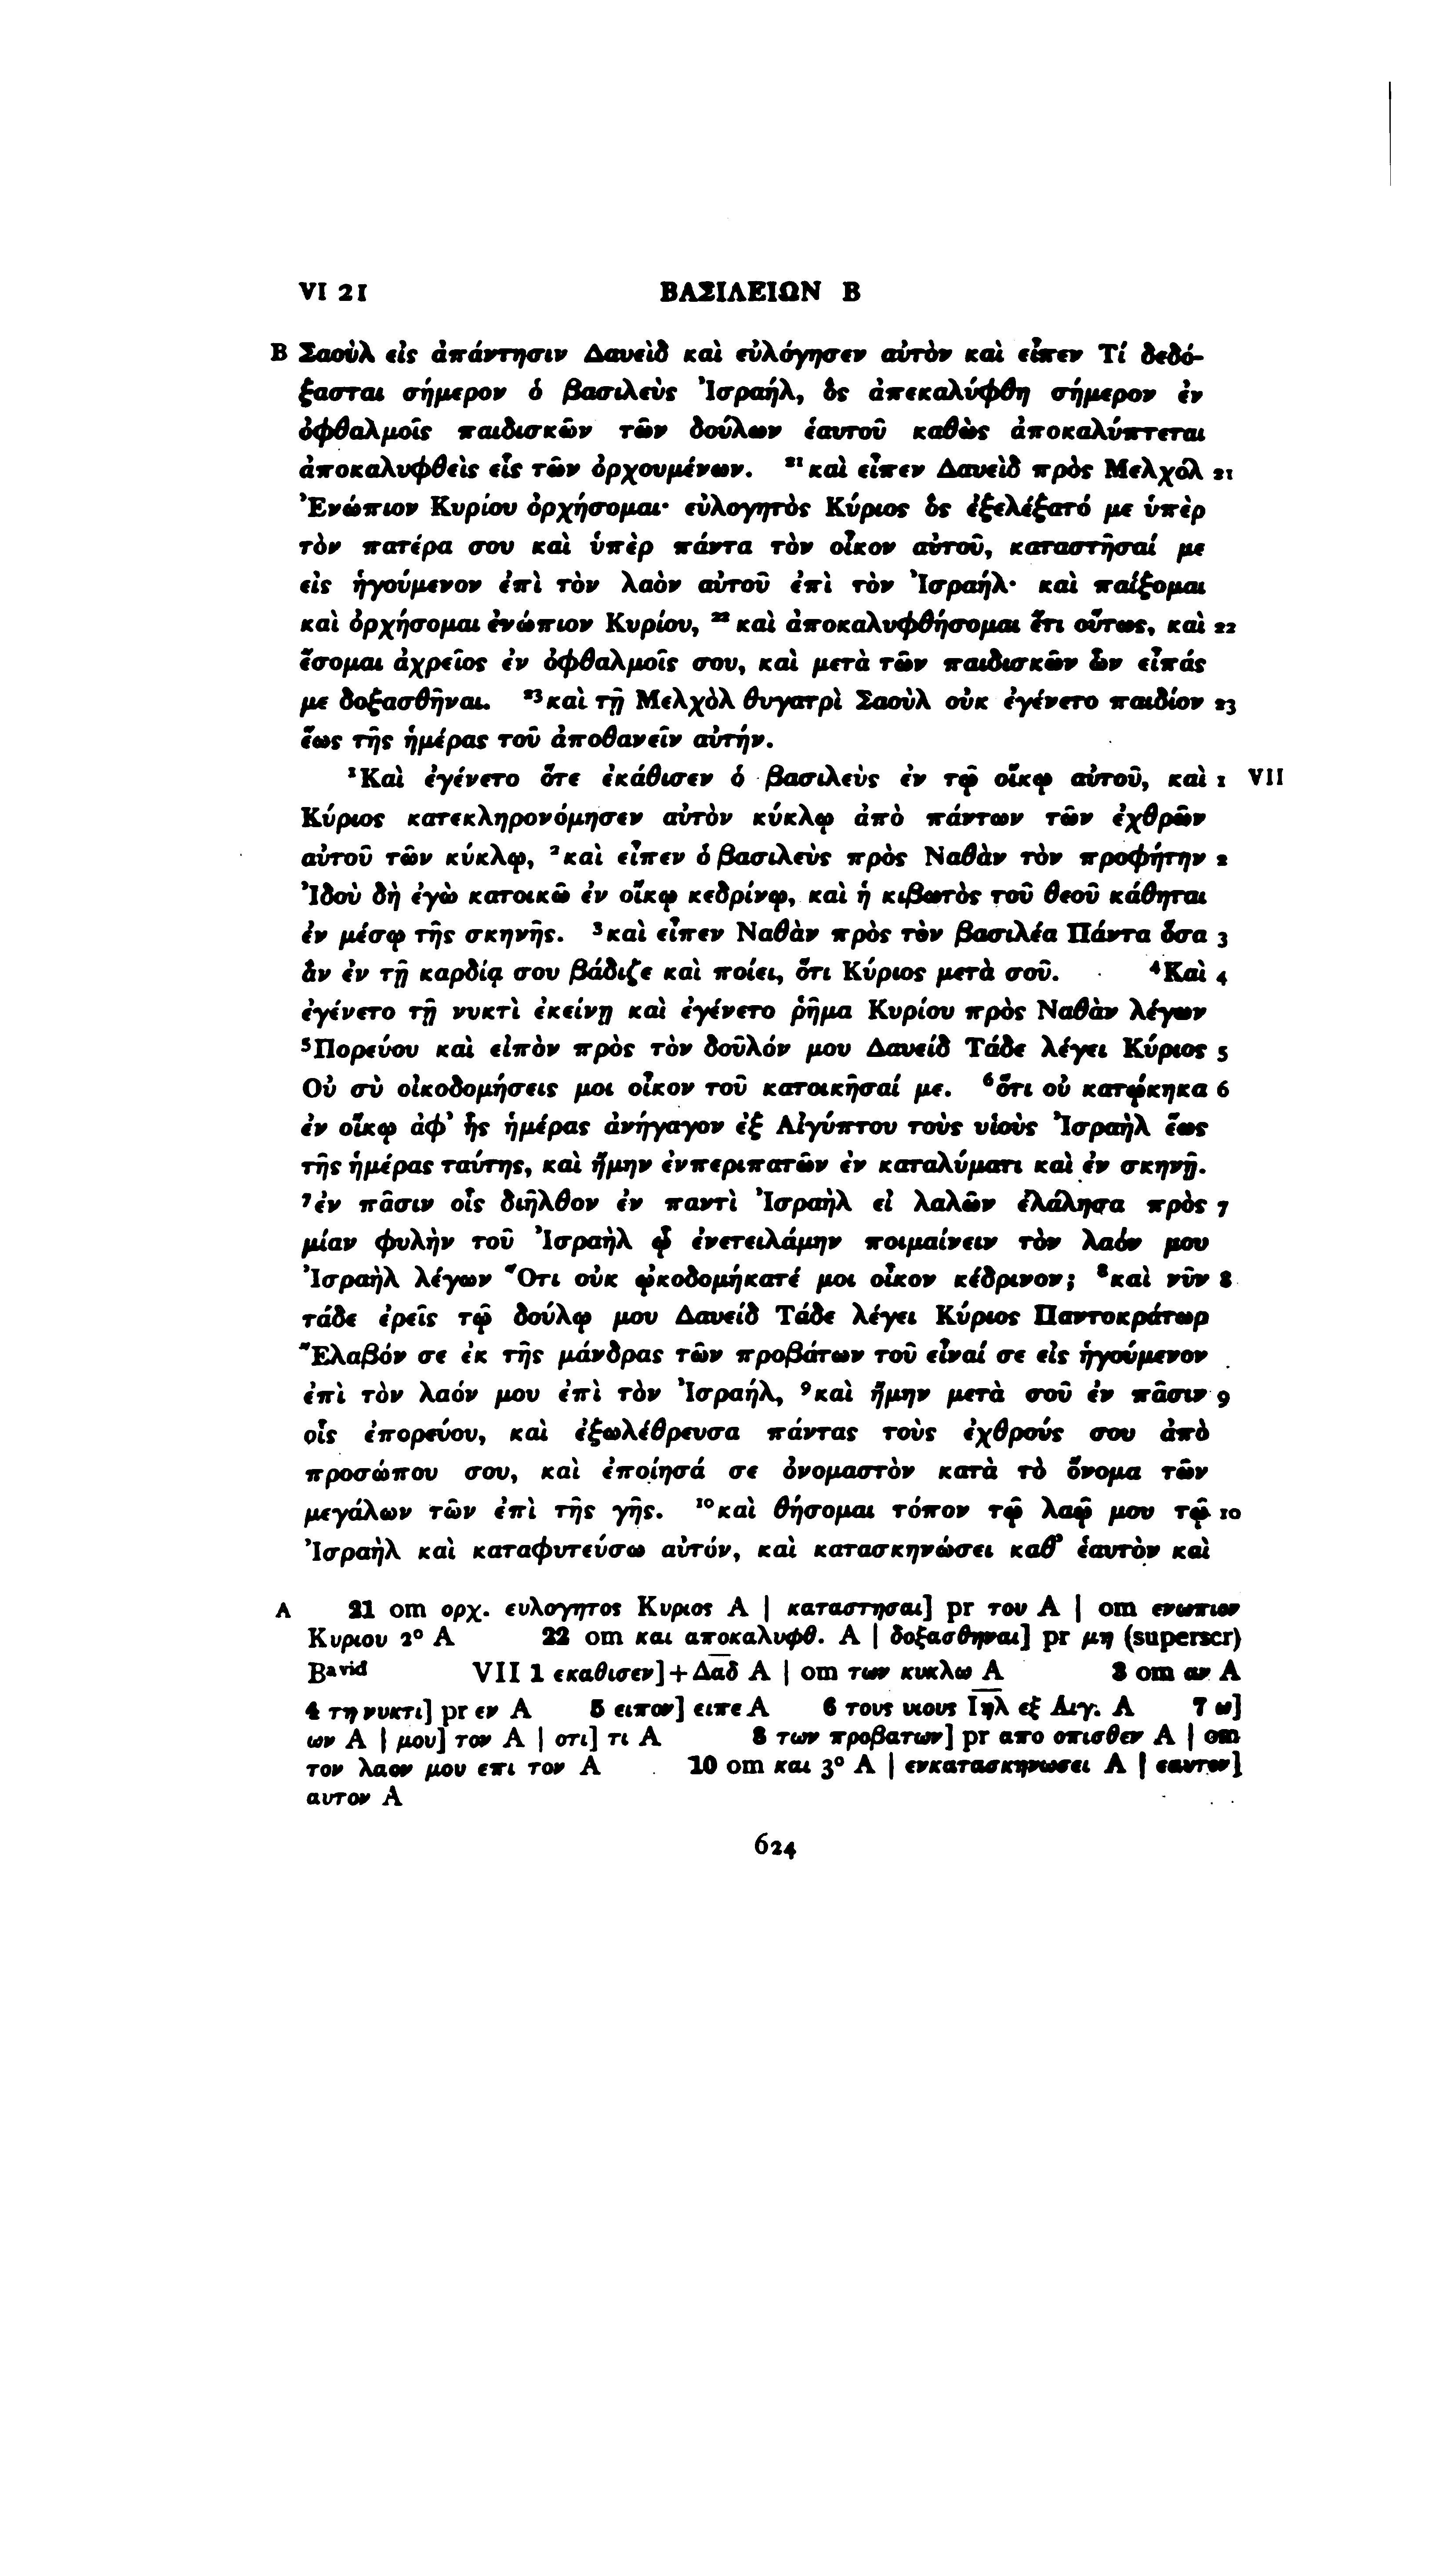 VI 21 ΒΑΣΙΛΕΙΩΝ Β
B Σαοὺλ εἰς ἀπάντησιν Δαυεὶδ καὶ εὐλόγησεν αὐτὸν καὶ εἶπεν Τί δεδό-
ξασται σήμερον ὁ βασιλεὺς Ἰσραήλ, ὃς ἀπεκαλύφθη σήμερον ἐν
ὀφθαλμοῖς παιδισκῶν τῶν δούλων ἑαυτοῦ καθὼς ἀποκαλύπτεται
ἀποκαλυφθεὶς εἷς τῶν ὀρχουμένων. ²¹καὶ εἶπεν Δαυεὶδ πρὸς Μελχόλ 21
Ἐνώπιον Κυρίου ὀρχήσομαι· εὐλογητὸς Κύριος ὃς ἐξελέξατό με ὑπὲρ
τὸν πατέρα σου καὶ ὑπὲρ πάντα τὸν οἶκον αὐτοῦ, καταστῆσαί με
εἰς ἡγούμενον ἐπὶ τὸν λαὸν αὐτοῦ ἐπὶ τὸν Ἰσραήλ· καὶ παίξομαι
καὶ ὀρχήσομαι ἐνώπιον Κυρίου, ²²καὶ ἀποκαλυφθήσομαι ἔτι οὕτως, καὶ 22
ἔσομαι ἀχρεῖος ἐν ὀφθαλμοῖς σου, καὶ μετὰ τῶν παιδισκῶν ὧν εἶπάς
με δοξασθῆναι. ²³καὶ τῇ Μελχὸλ θυγατρὶ Σαοὺλ οὐκ ἐγένετο παιδίον 23
ἕως τῆς ἡμέρας τοῦ ἀποθανεῖν αὐτήν.
¹Καὶ ἐγένετο ὅτε ἐκάθισεν ὁ βασιλεὺς ἐν τῷ οἴκῳ αὐτοῦ, καὶ 1 VII
Κύριος κατεκληρονόμησεν αὐτὸν κύκλῳ ἀπὸ πάντων τῶν ἐχθρῶν
αὐτοῦ τῶν κύκλῳ, ²καὶ εἶπεν ὁ βασιλεὺς πρὸς Ναθὰν τὸν προφήτην 2
Ἰδοὺ δὴ ἐγὼ κατοικῶ ἐν οἴκῳ κεδρίνῳ, καὶ ἡ κιβωτὸς τοῦ θεοῦ κάθηται
ἐν μέσῳ τῆς σκηνῆς. ³καὶ εἶπεν Ναθὰν πρὸς τὸν βασιλέα Πάντα ὅσα 3
ἂν ἐν τῇ καρδίᾳ σου βάδιζε καὶ ποίει, ὅτι Κύριος μετὰ σοῦ. ⁴Καὶ 4
ἐγένετο τῇ νυκτὶ ἐκείνῃ καὶ ἐγένετο ῥῆμα Κυρίου πρὸς Ναθὰν λέγων
⁵Πορεύου καὶ εἰπὸν πρὸς τὸν δοῦλόν μου Δαυείδ Τάδε λέγει Κύριος 5
Οὐ σὺ οἰκοδομήσεις μοι οἶκον τοῦ κατοικῆσαί με. ⁶ὅτι οὐ κατῴκηκα 6
ἐν οἴκῳ ἀφ’ ἧς ἡμέρας ἀνήγαγον ἐξ Αἰγύπτου τοὺς υἱοὺς Ἰσραὴλ ἕως
τῆς ἡμέρας ταύτης, καὶ ἤμην ἐνπεριπατῶν ἐν καταλύματι καὶ ἐν σκηνῇ.
⁷ἐν πᾶσιν οἷς διῆλθον ἐν παντὶ Ἰσραὴλ εἰ λαλῶν ἐλάλησα πρὸς 7
μίαν φυλὴν τοῦ Ἰσραὴλ ᾧ ἐνετειλάμην ποιμαίνειν τὸν λαόν μου
Ἰσραὴλ λέγων Ὅτι οὐκ ᾠκοδομήκατέ μοι οἶκον κέδρινον; ⁸καὶ νῦν 8
τάδε ἐρεῖς τῷ δούλῳ μου Δαυείδ Τάδε λέγει Κύριος Παντοκράτωρ
Ἔλαβόν σε ἐκ τῆς μάνδρας τῶν προβάτων τοῦ εἶναί σε εἰς ἡγούμενον
ἐπὶ τὸν λαόν μου ἐπὶ τὸν Ἰσραήλ, ⁹καὶ ἤμην μετὰ σοῦ ἐν πᾶσιν 9
οἷς ἐπορεύου, καὶ ἐξωλέθρευσα πάντας τοὺς ἐχθρούς σου ἀπὸ
προσώπου σου, καὶ ἐποίησά σε ὀνομαστὸν κατὰ τὸ ὄνομα τῶν
μεγάλων τῶν ἐπὶ τῆς γῆς. ¹⁰καὶ θήσομαι τόπον τῷ λαῷ μου τῷ 10
Ἰσραὴλ καὶ καταφυτεύσω αὐτόν, καὶ κατασκηνώσει καθ’ ἑαυτὸν καὶ
A 21 om ορχ. ευλογητος Κυριος A | καταστησαι] pr του A | om ενωπιον
Κυριου 2° A 22 om και αποκαλυφθ. A | δοξασθηναι] pr μη (superscr)
Bᵃ ᵛⁱᵈ VII 1 εκαθισεν]+Δαδ A | om των κυκλω A 3 om αν A
4 τη νυκτι] pr εν A 5 ειπον] ειπε A 6 τους υιους Ιηλ εξ Αιγ. A 7 ω]
ων A | μου] τον A | οτι] τι A 8 των προβατων] pr απο οπισθεν A | om
τον λαον μου επι τον A 10 om και 3° A | ενκατασκηνωσει A | εαυτον]
αυτον A
624